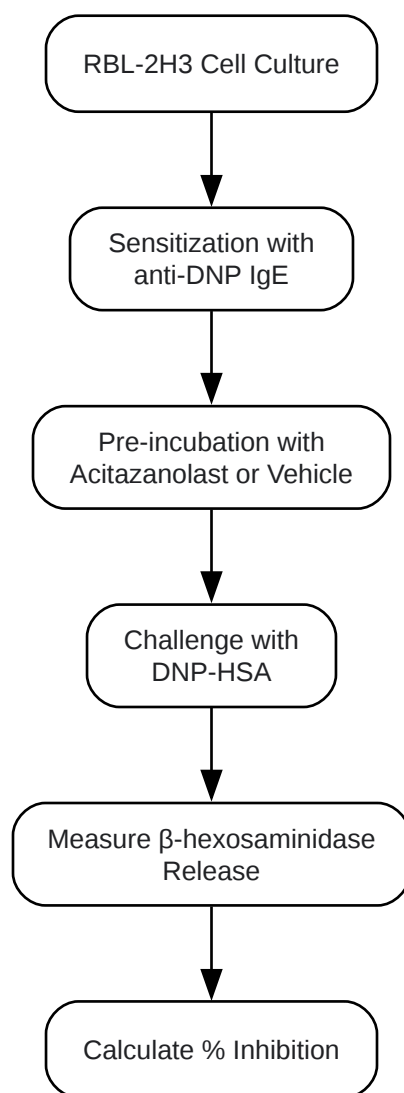 RBL-2H3 Cell Culture
Sensitization with
anti-DNP IgE
Pre-incubation with
Acitazanolast or Vehicle
Challenge with
DNP-HSA
Measure β-hexosaminidase
Release
Calculate % Inhibition